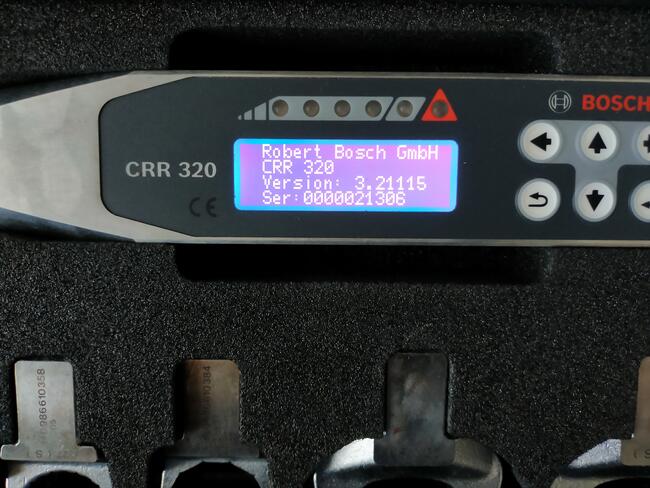 BOSCH
CRR 320
Robert Bosch GmbH
CRR 320
Version: 3.21115
Ser:0000021306
CE